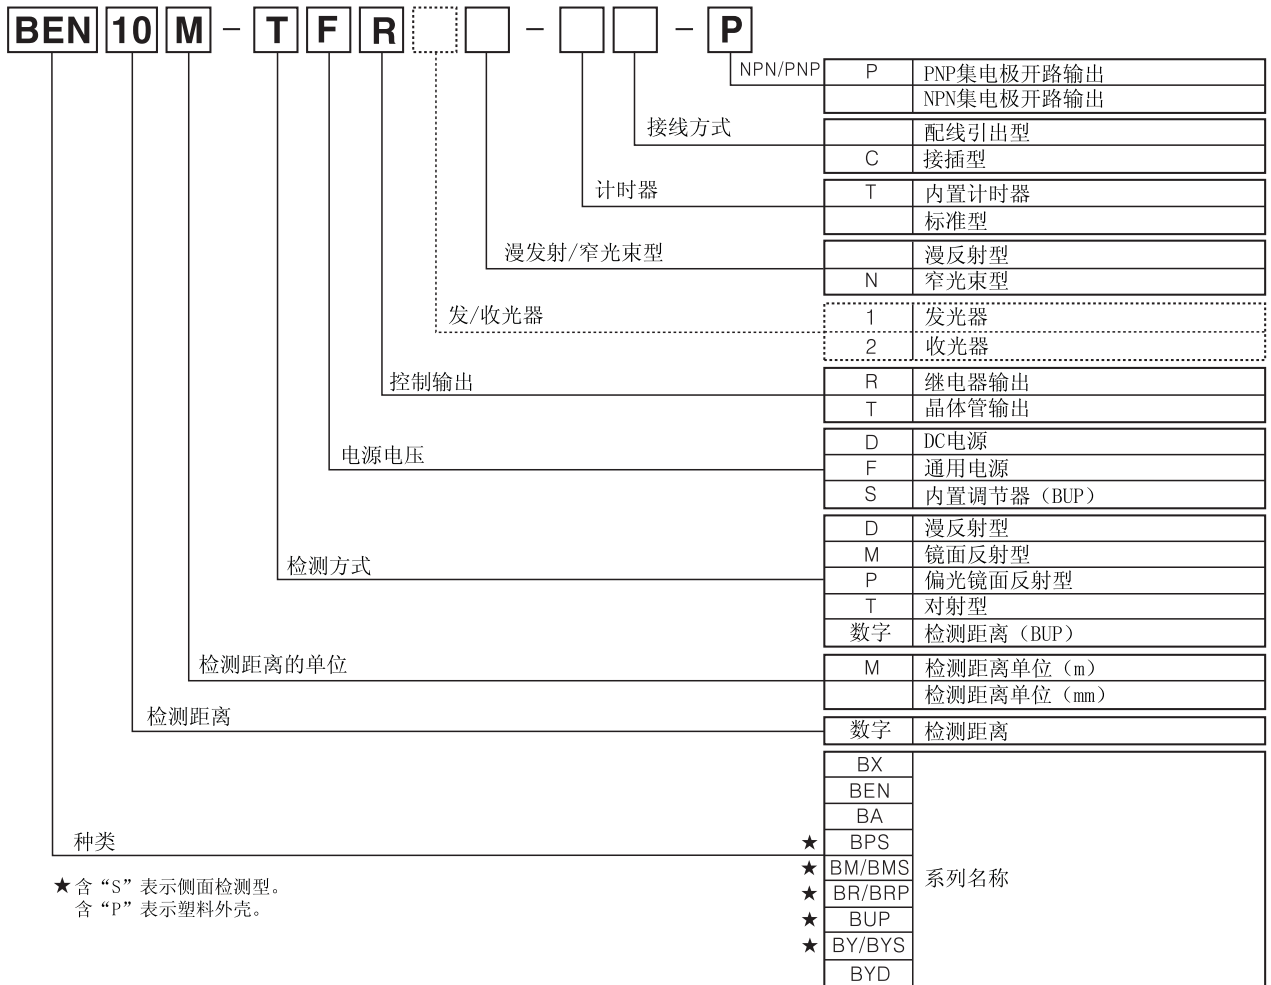 BEN 10 M - T F R - - P
NPN/PNP P PNP集电极开路输出
NPN集电极开路输出
接线方式 配线引出型
C 接插型
计时器 T 内置计时器
标准型
漫发射/窄光束型 漫反射型
N 窄光束型
发/收光器 1 发光器
2 收光器
控制输出 R 继电器输出
T 晶体管输出
电源电压 D DC电源
F 通用电源
S 内置调节器（BUP）
D 漫反射型
M 镜面反射型
检测方式 P 偏光镜面反射型
T 对射型
数字 检测距离（BUP）
检测距离的单位 M 检测距离单位（m）
检测距离单位（mm）
检测距离 数字 检测距离
BX
BEN
BA
种类 ★ BPS
★ BM/BMS 系列名称
★ BR/BRP
★ BUP
★ BY/BYS
BYD
★ 含“S”表示侧面检测型。
含“P”表示塑料外壳。